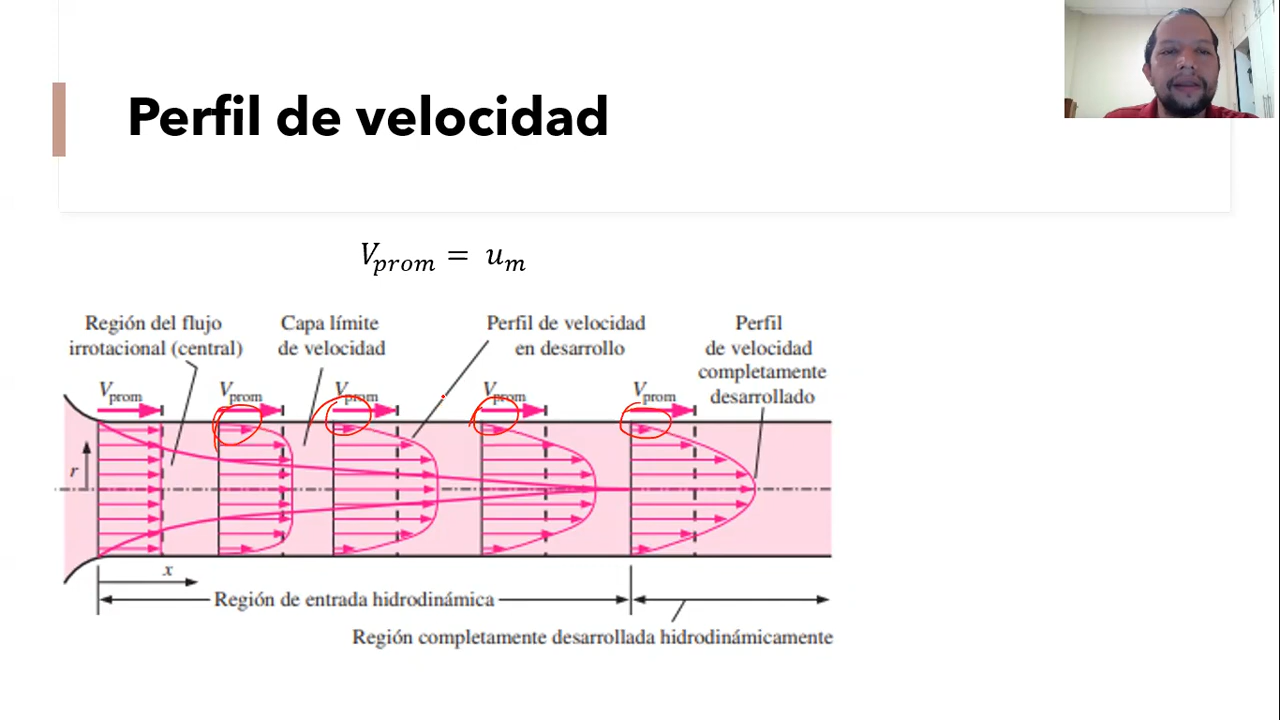 Perfil de velocidad
V_prom = u_m
Región del flujo
irrotacional (central)
Capa límite
de velocidad
Perfil de velocidad
en desarrollo
Perfil
de velocidad
completamente
desarrollado
V_prom
V_prom
V_prom
V_prom
V_prom
r
x
Región de entrada hidrodinámica
Región completamente desarrollada hidrodinámicamente